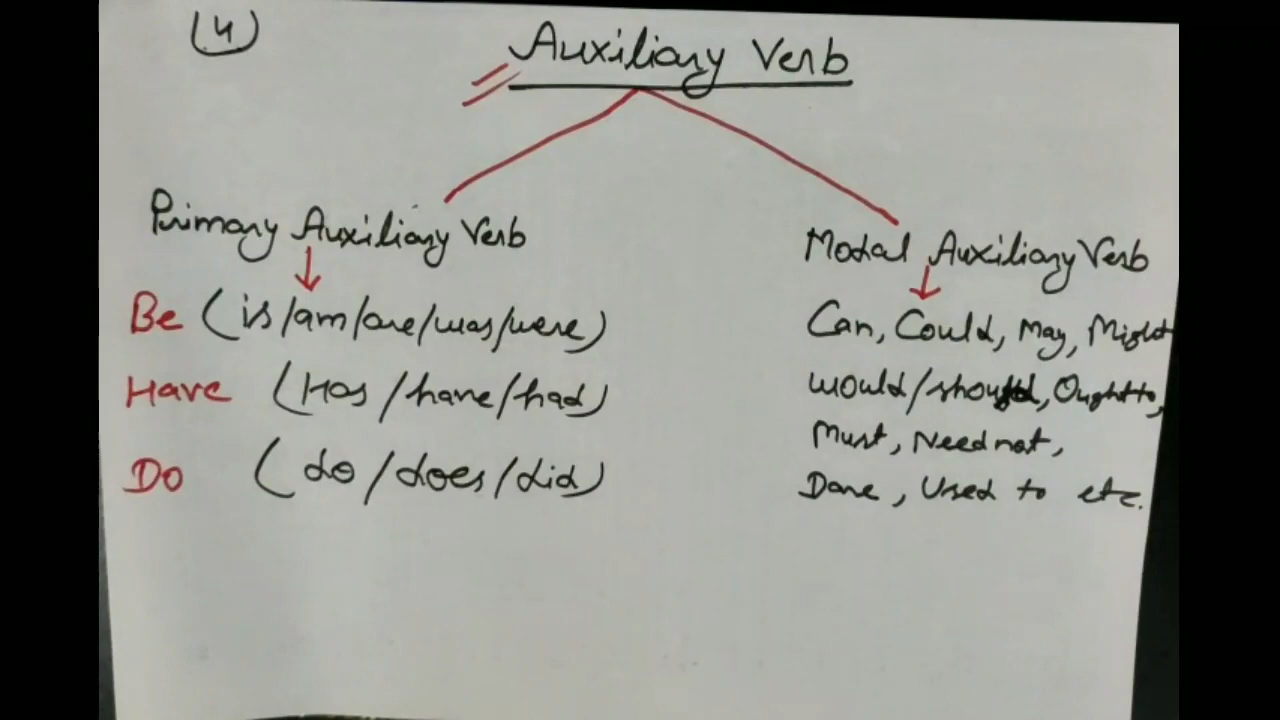 (4)
Auxiliary Verb
Primary Auxiliary Verb
Modal Auxiliary Verb
Be (is/am/are/was/were)
Have (Has/have/had)
Do (do/does/did)
Can, Could, May, Might
would/should, Ought to,
Must, Need not,
Dare, Used to etc.